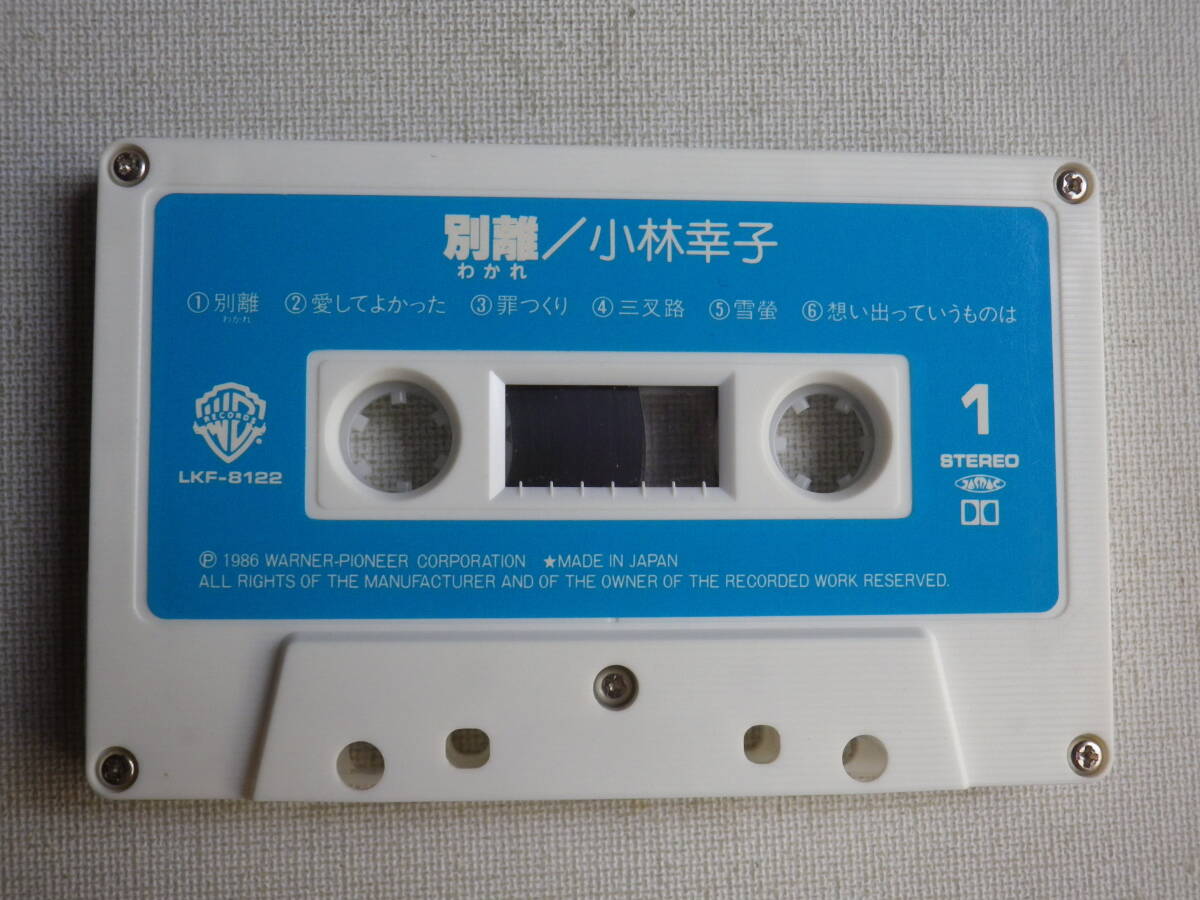 別離／小林幸子
わかれ
①別離 ②愛してよかった ③罪つくり ④三叉路 ⑤雪螢 ⑥想い出っていうものは
わかれ
RECORDS
LKF-8122
1
STEREO
JASRAC
Ⓟ 1986 WARNER-PIONEER CORPORATION ★MADE IN JAPAN
ALL RIGHTS OF THE MANUFACTURER AND OF THE OWNER OF THE RECORDED WORK RESERVED.